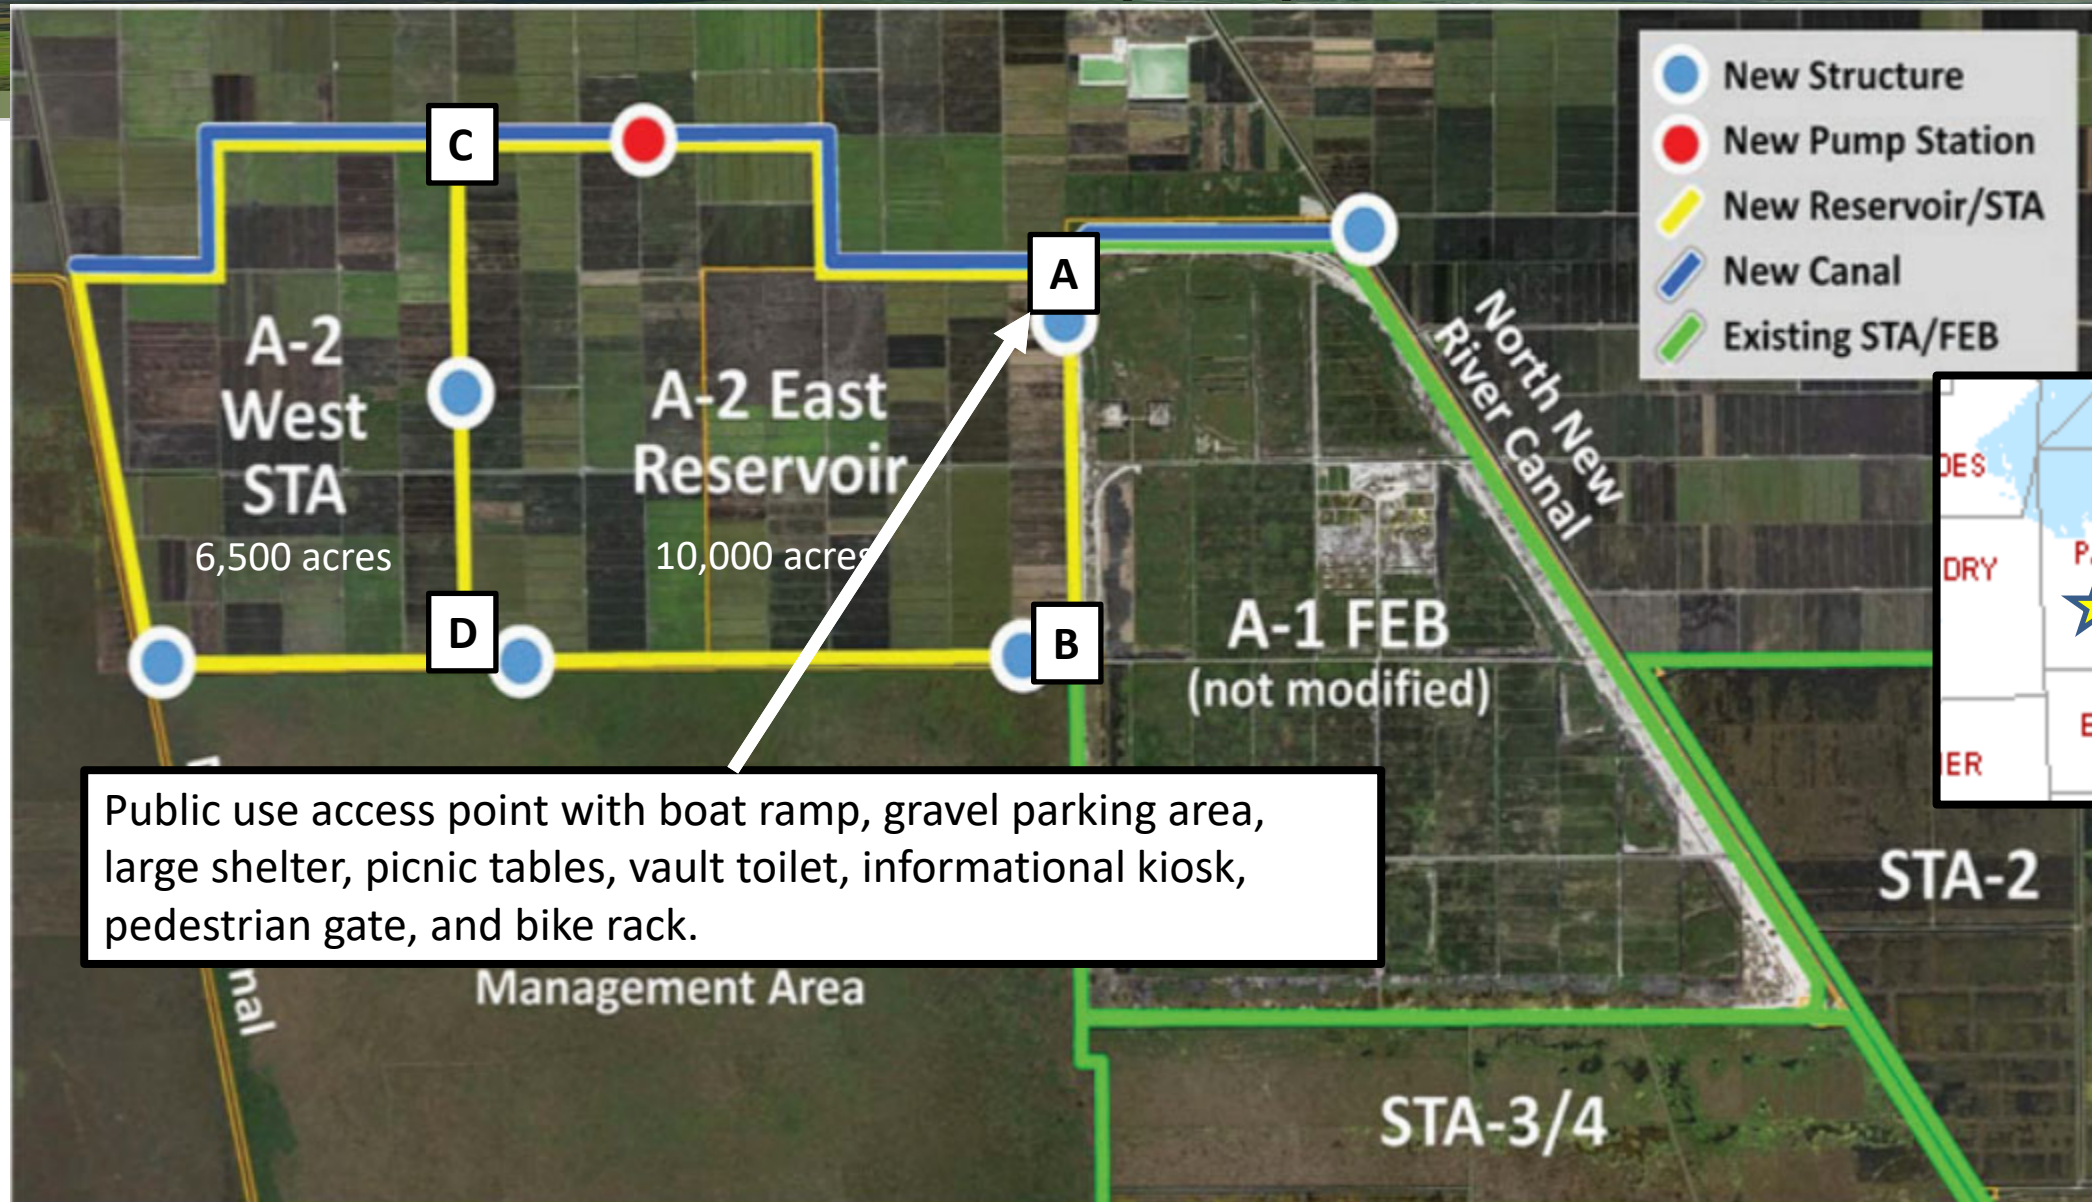 New Structure
New Pump Station
New Reservoir/STA
New Canal
Existing STA/FEB
C
A
A-2
West
STA
6,500 acres
A-2 East
Reservoir
10,000 acres
North New
River Canal
DES
DRY
IER
D
B
A-1 FEB
(not modified)
Public use access point with boat ramp, gravel parking area,
large shelter, picnic tables, vault toilet, informational kiosk,
pedestrian gate, and bike rack.
nal
Management Area
STA-2
STA-3/4